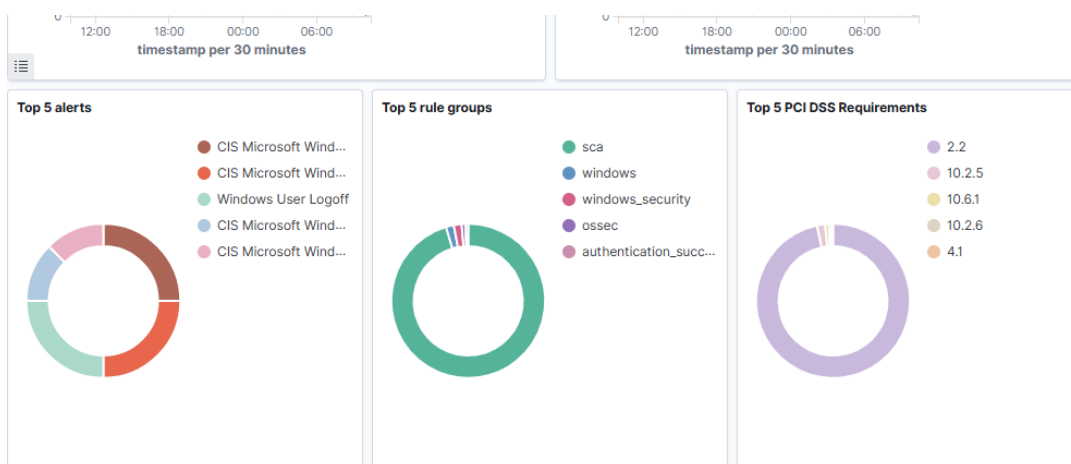 0
0
12:00 18:00 00:00 06:00
12:00 18:00 00:00 06:00
timestamp per 30 minutes
timestamp per 30 minutes
Top 5 alerts
CIS Microsoft Wind...
CIS Microsoft Wind...
Windows User Logoff
CIS Microsoft Wind...
CIS Microsoft Wind...
Top 5 rule groups
sca
windows
windows_security
ossec
authentication_succ...
Top 5 PCI DSS Requirements
2.2
10.2.5
10.6.1
10.2.6
4.1